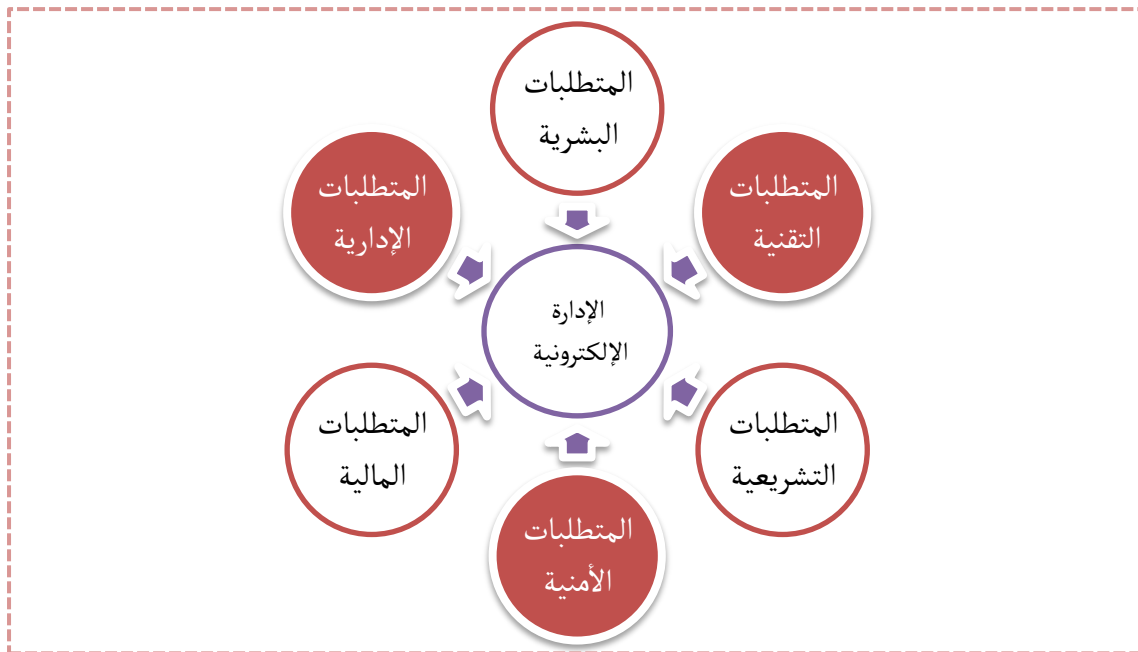 المتطلبات
البشرية
المتطلبات
التقنية
المتطلبات
الإدارية
الإدارة
الإلكترونية
المتطلبات
التشريعية
المتطلبات
المالية
المتطلبات
الأمنية